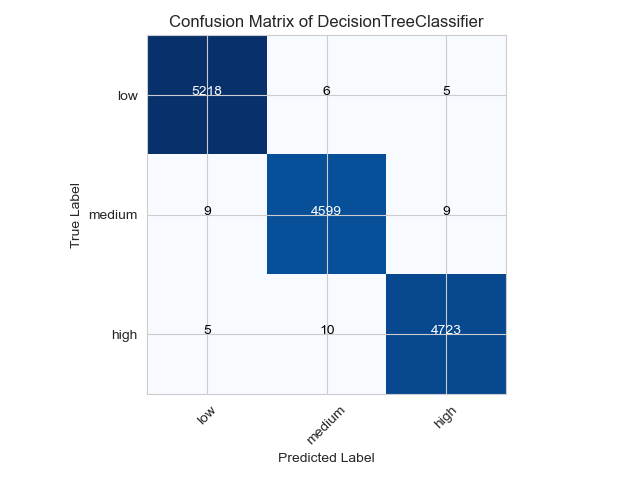 Confusion Matrix of DecisionTreeClassifier
low 5218 6 5
medium 9 4599 9
high 5 10 4723
low medium high
True Label
Predicted Label